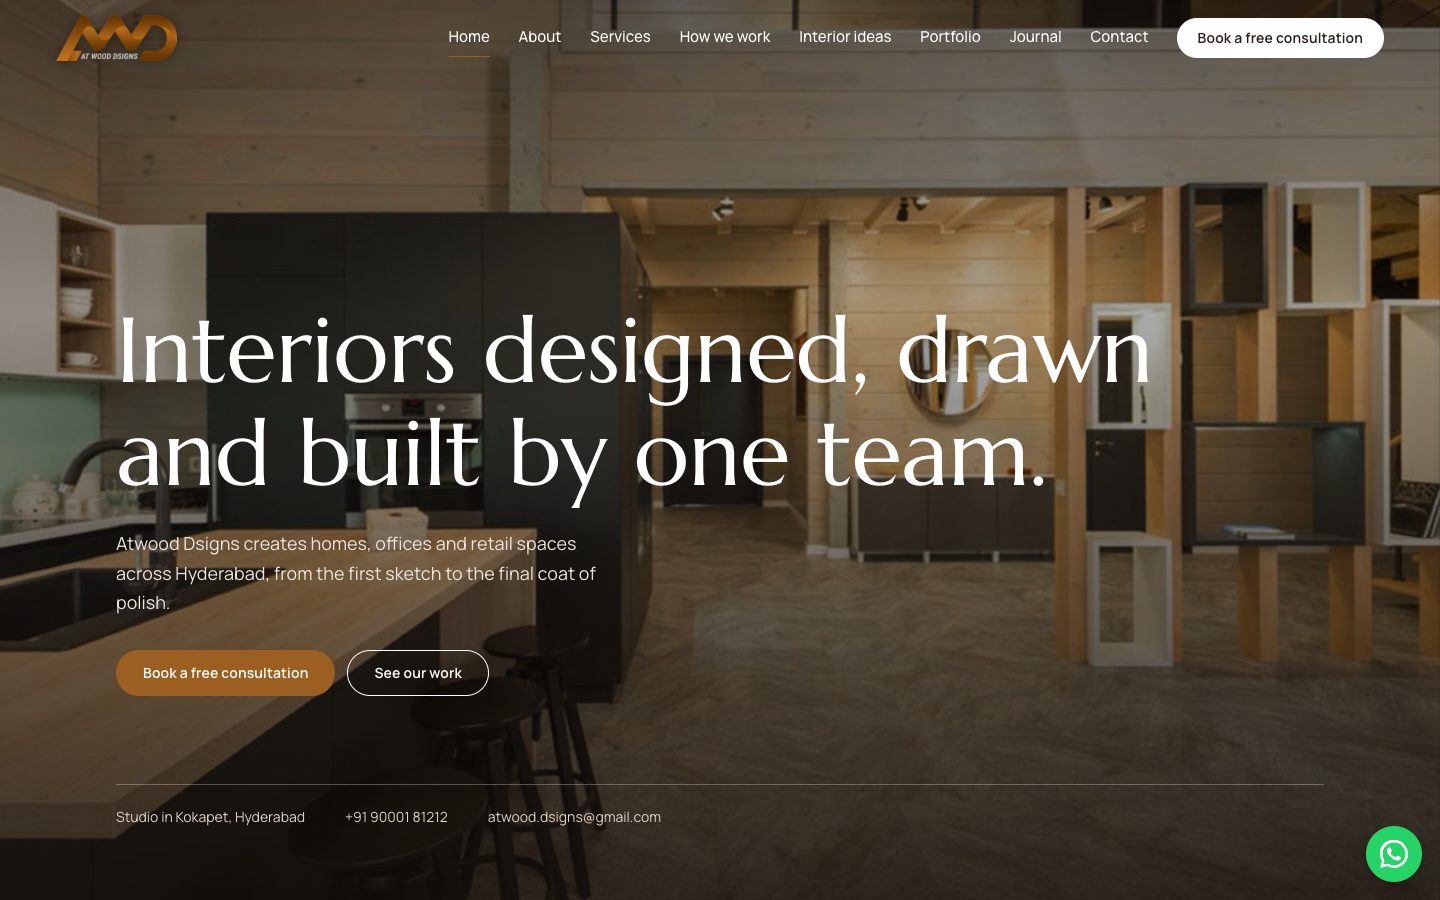 AT WOOD DSIGNS
Home
About
Services
How we work
Interior ideas
Portfolio
Journal
Contact
Book a free consultation
Interiors designed, drawn
and built by one team.
Atwood Dsigns creates homes, offices and retail spaces
across Hyderabad, from the first sketch to the final coat of
polish.
Book a free consultation
See our work
Studio in Kokapet, Hyderabad
+91 90001 81212
atwood.dsigns@gmail.com